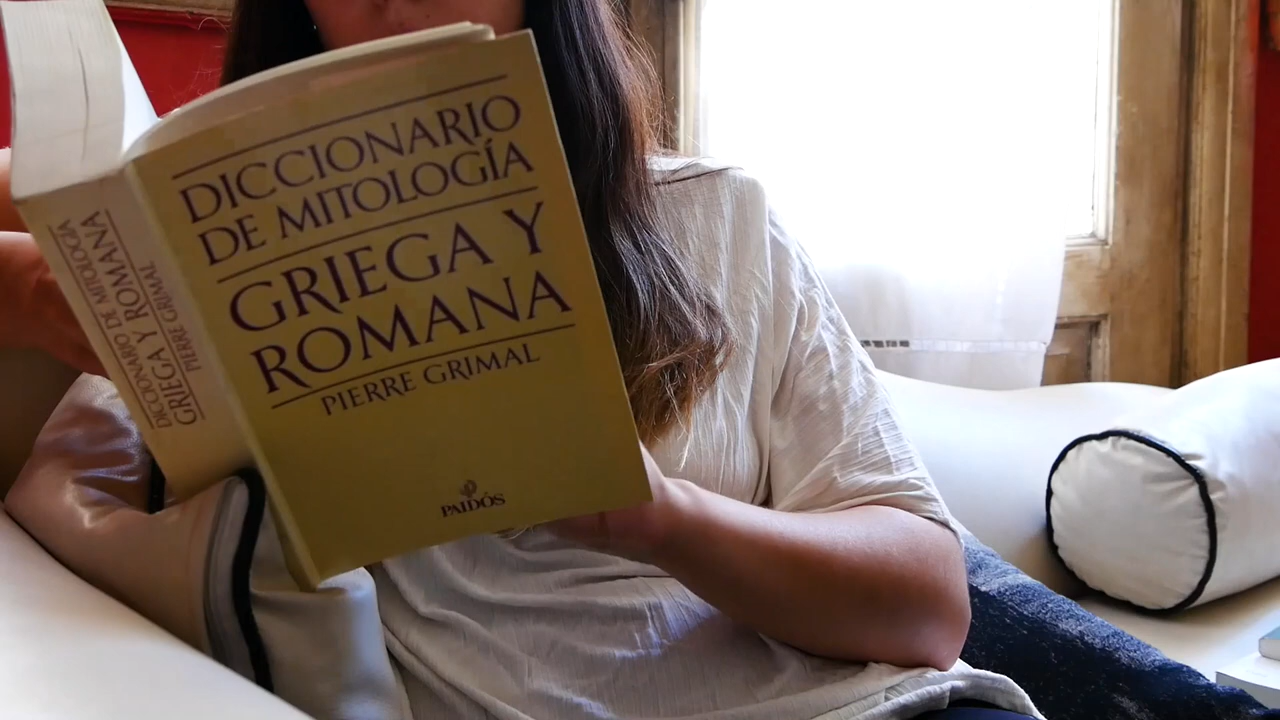 DICCIONARIO
DE MITOLOGÍA
GRIEGA Y
ROMANA
PIERRE GRIMAL
PAIDÓS
DICCIONARIO DE MITOLOGÍA
GRIEGA Y ROMANA
PIERRE GRIMAL